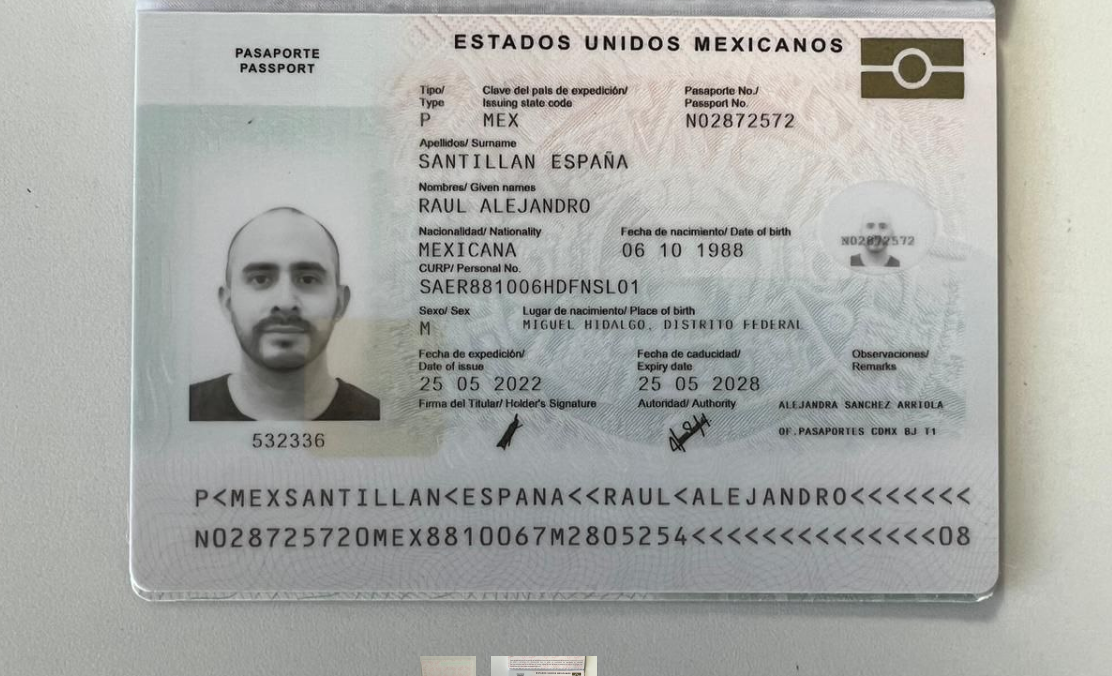 PASAPORTE
PASSPORT
ESTADOS UNIDOS MEXICANOS
Tipo/ Clave del país de expedición/ Pasaporte No./
Type Issuing state code Passport No.
P MEX N02872572
Apellidos/ Surname
SANTILLAN ESPAÑA
Nombres/ Given names
RAUL ALEJANDRO
Nacionalidad/ Nationality Fecha de nacimiento/ Date of birth
MEXICANA 06 10 1988
N02872572
CURP/ Personal No.
SAER881006HDFNSL01
Sexo/ Sex Lugar de nacimiento/ Place of birth
M MIGUEL HIDALGO, DISTRITO FEDERAL
Fecha de expedición/ Fecha de caducidad/ Observaciones/
Date of issue Expiry date Remarks
25 05 2022 25 05 2028
Firma del Titular/ Holder's Signature Autoridad/ Authority ALEJANDRA SANCHEZ ARRIOLA
OF.PASAPORTES CDMX BJ T1
532336
P<MEXSANTILLAN<ESPANA<<RAUL<ALEJANDRO<<<<<<<
N028725720MEX8810067M2805254<<<<<<<<<<<<<<08